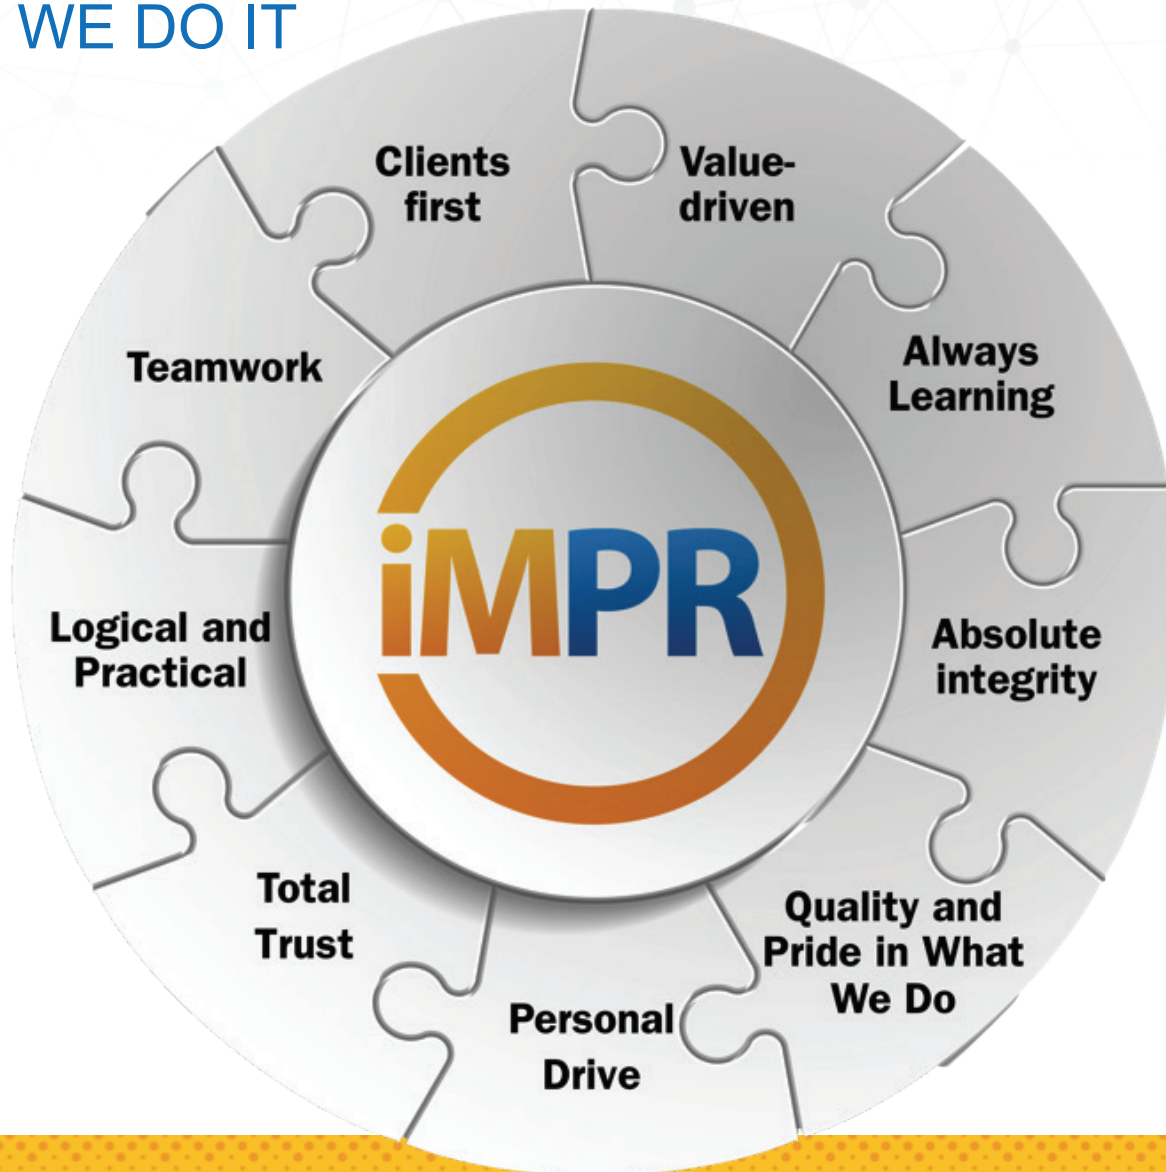 WE DO IT
Clients
first
Value-
driven
Always
Learning
Absolute
integrity
Quality and
Pride in What
We Do
Personal
Drive
Total
Trust
Logical and
Practical
Teamwork
iMPR